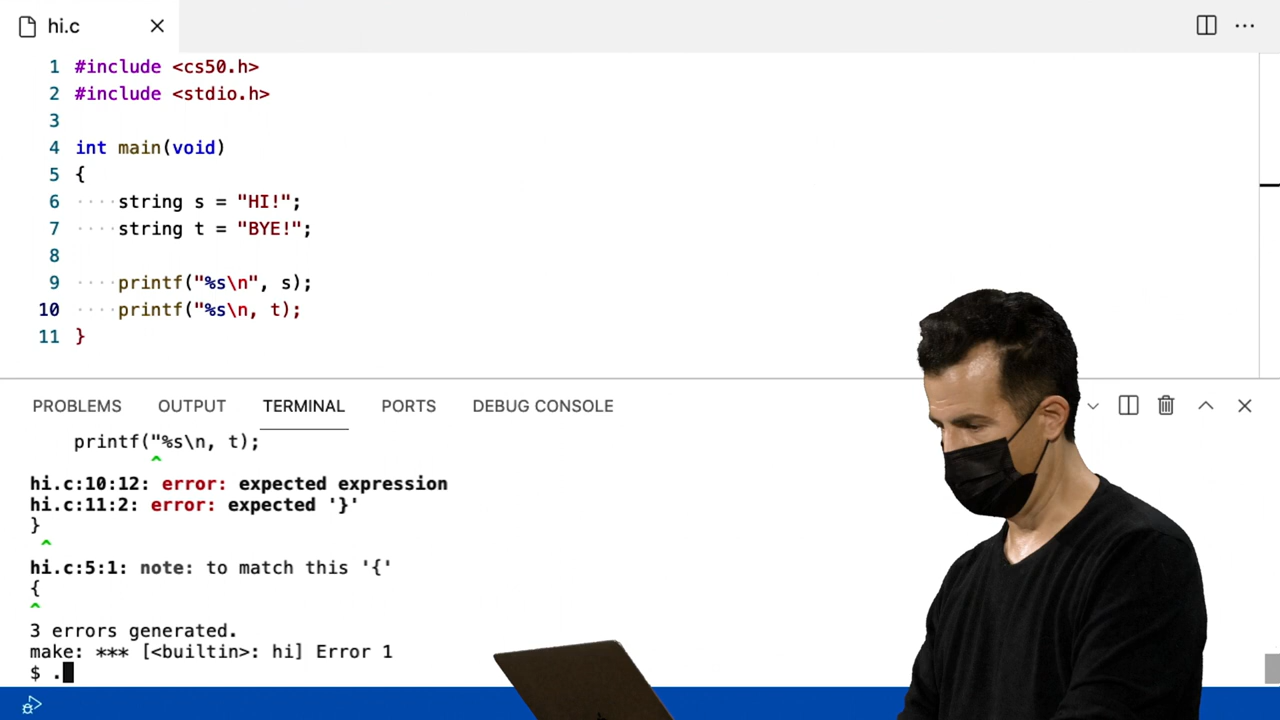 hi.c
1 #include <cs50.h>
2 #include <stdio.h>
3
4 int main(void)
5 {
6 ····string s = "HI!";
7 ····string t = "BYE!";
8
9 ····printf("%s\n", s);
10 ····printf("%s\n, t);
11 }
PROBLEMS OUTPUT TERMINAL PORTS DEBUG CONSOLE
printf("%s\n, t);
^
hi.c:10:12: error: expected expression
hi.c:11:2: error: expected '}'
}
^
hi.c:5:1: note: to match this '{'
{
^
3 errors generated.
make: *** [<builtin>: hi] Error 1
$ .